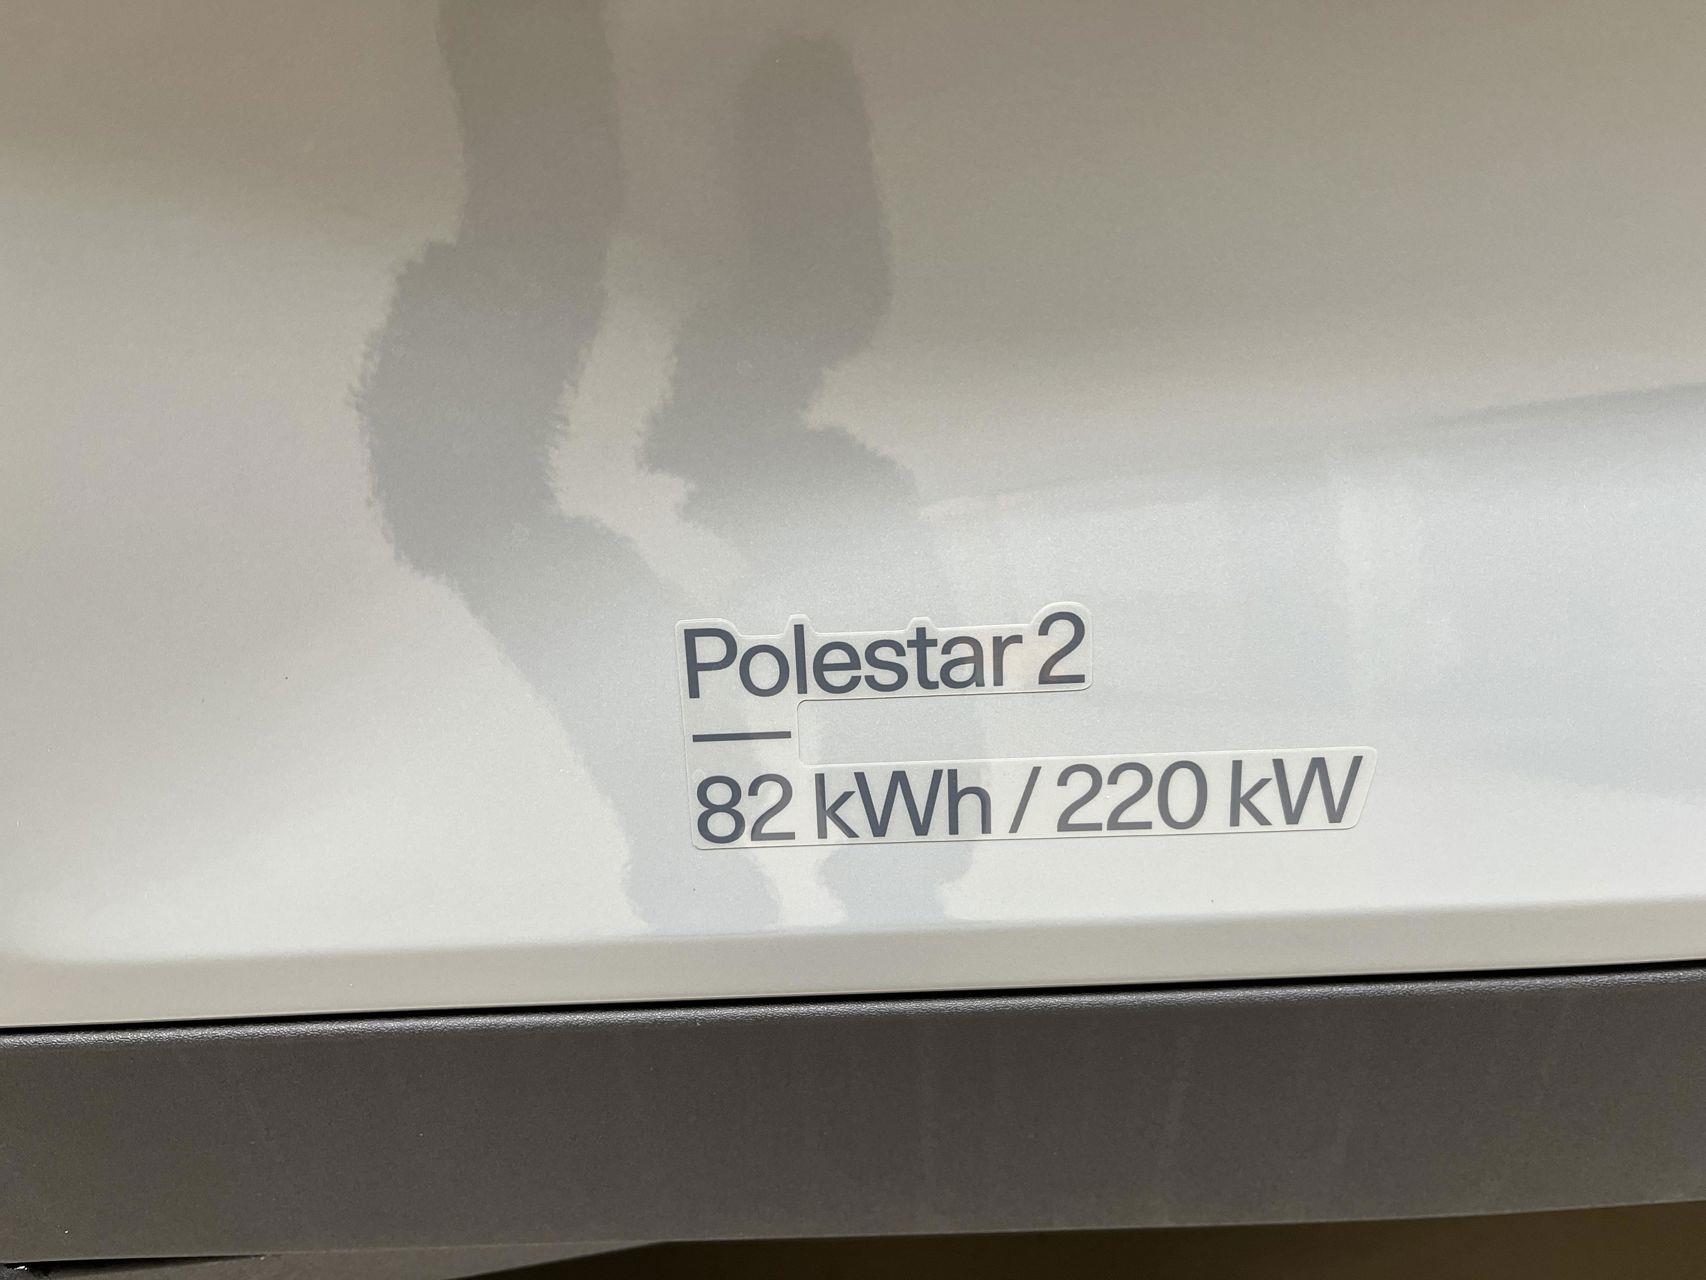 Polestar 2
—
82 kWh / 220 kW